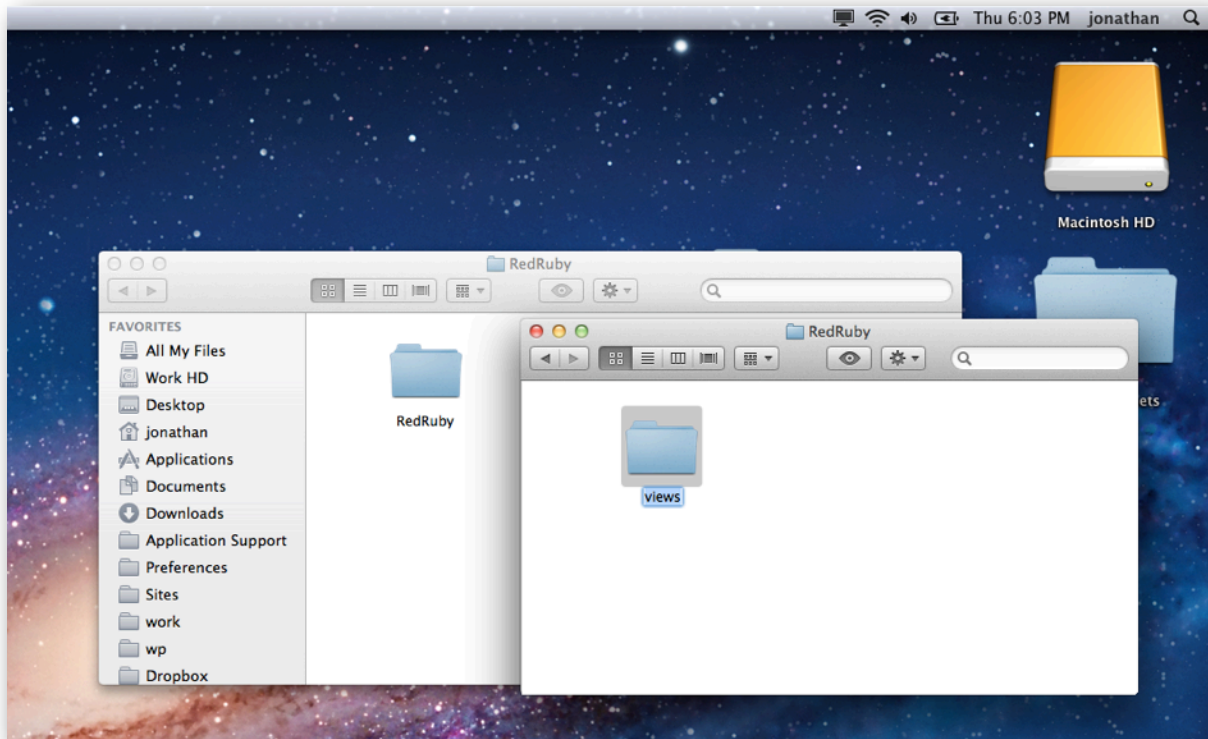 Thu 6:03 PM jonathan
Macintosh HD
RedRuby
FAVORITES
All My Files
Work HD
Desktop
jonathan
Applications
Documents
Downloads
Application Support
Preferences
Sites
work
wp
Dropbox
RedRuby
RedRuby
views
ets